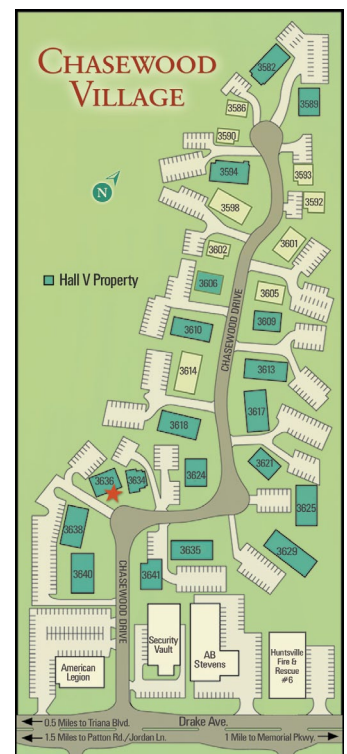 CHASEWOOD
VILLAGE
3582
3586
3589
3590
3594
3593
3598
3592
N
3602
3601
3606
3605
Hall V Property
3610
3609
CHASEWOOD DRIVE
3614
3613
3617
3618
3621
3636
3634
3624
3625
3638
3635
3629
3640
3641
CHASEWOOD DRIVE
Security
Vault
AB
Stevens
Huntsville
Fire &
Rescue
#6
American
Legion
0.5 Miles to Triana Blvd.
Drake Ave.
1.5 Miles to Patton Rd./Jordan Ln.
1 Mile to Memorial Pkwy.